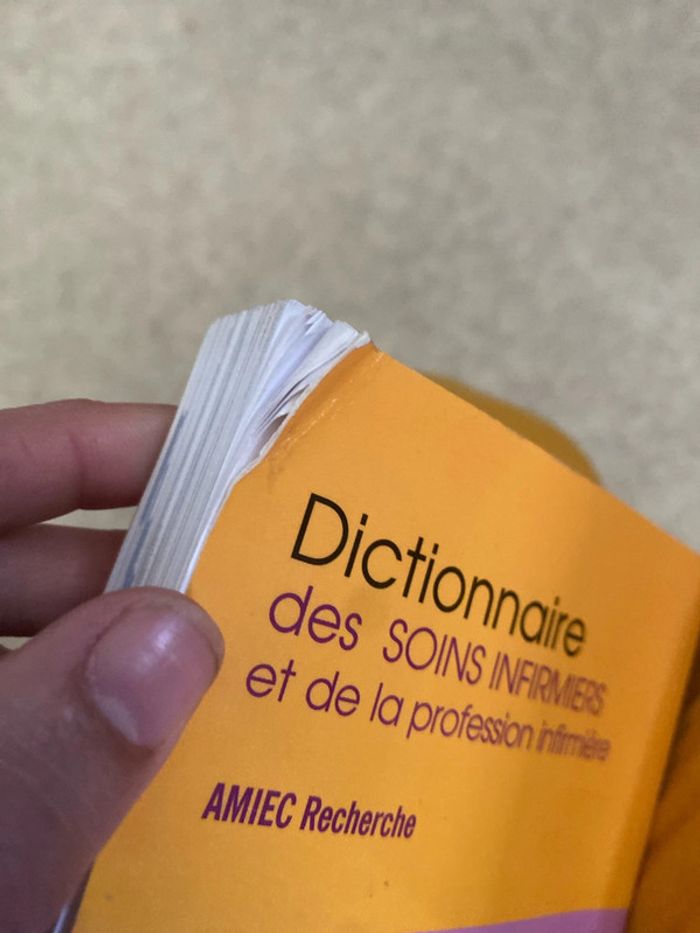 Dictionnaire
des SOINS INFIRMIERS
et de la profession infirmière
AMIEC Recherche